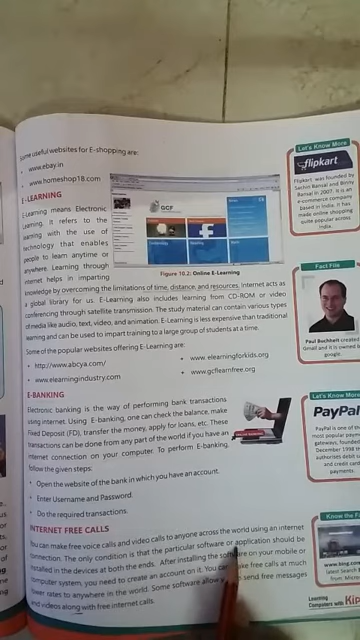 Some useful websites for E-shopping are:
• www.ebay.in
• www.homeshop18.com
E-LEARNING
E-Learning means Electronic
Learning. It refers to the
learning with the use of
technology that enables
people to learn anytime or
anywhere. Learning through
internet helps in imparting
knowledge by overcoming the limitations of time, distance, and resources. Internet acts as
a global library for us. E-Learning also includes learning from CD-ROM or video
conferencing through satellite transmission. The study material can contain various types
of media like audio, text, video, and animation. E-Learning is less expensive than traditional
learning and can be used to impart training to a large group of students at a time.
GCF
Figure 10.2: Online E-Learning
Some of the popular websites offering E-Learning are:
• http://www.abcya.com/
• www.elearningforkids.org
• www.elearningindustry.com
• www.gcflearnfree.org
E-BANKING
Electronic banking is the way of performing bank transactions
using internet. Using E-banking, one can check the balance, make
Fixed Deposit (FD), transfer the money, apply for loans, etc. These
transactions can be done from any part of the world if you have an
internet connection on your computer. To perform E-banking,
follow the given steps:
• Open the website of the bank in which you have an account.
• Enter Username and Password.
• Do the required transactions.
INTERNET FREE CALLS
You can make free voice calls and video calls to anyone across the world using an internet
connection. The only condition is that the particular software or application should be
installed in the devices at both the ends. After installing the software on your mobile or
computer system, you need to create an account on it. You can make free calls at much
lower rates to anywhere in the world. Some software allow send free messages
and videos along with free internet calls.
Let's Know More
flipkart
Flipkart was founded by
Sachin Bansal and Binny
Bansal in 2007. It is an
e-commerce company
based in India. It has
made online shopping
quite popular across
India.
Fact File
Paul Buchheit created
Gmail and it is owned b
google.
Let's Know More
PayPal
PayPal is one of the
most popular paym
gateways, founded
December 1998 th
authorises debit
and credit card
payments.
Know the Fa
www.bing.com
latest Search E
from Microso
Learning
Computers with Kip